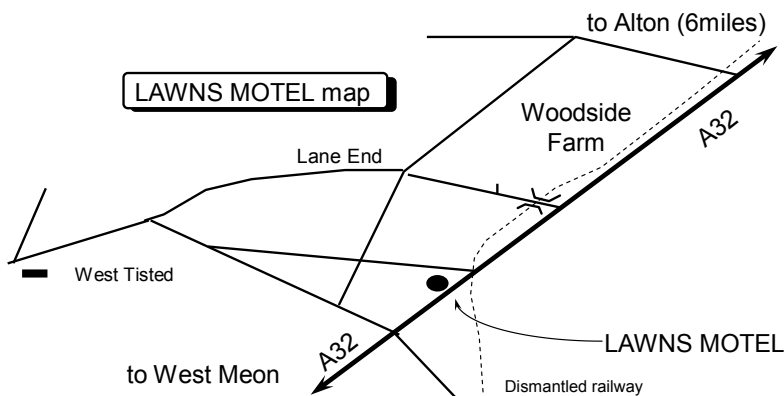 to Alton (6miles)
LAWNS MOTEL map
Woodside
Farm
A32
Lane End
West Tisted
LAWNS MOTEL
A32
to West Meon
Dismantled railway